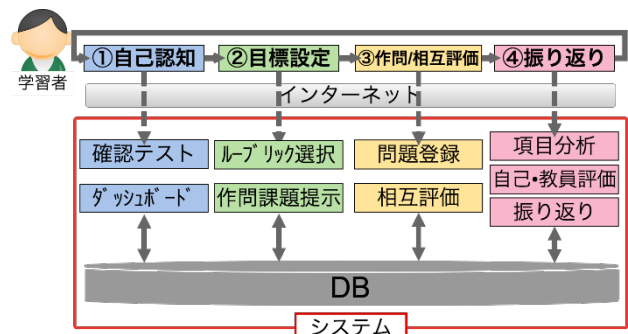 学習者
①自己認知
②目標設定
③作問/相互評価
④振り返り
インターネット
確認テスト
ルーブリック選択
問題登録
項目分析
ダッシュボード
作問課題提示
相互評価
自己・教員評価
振り返り
DB
システム